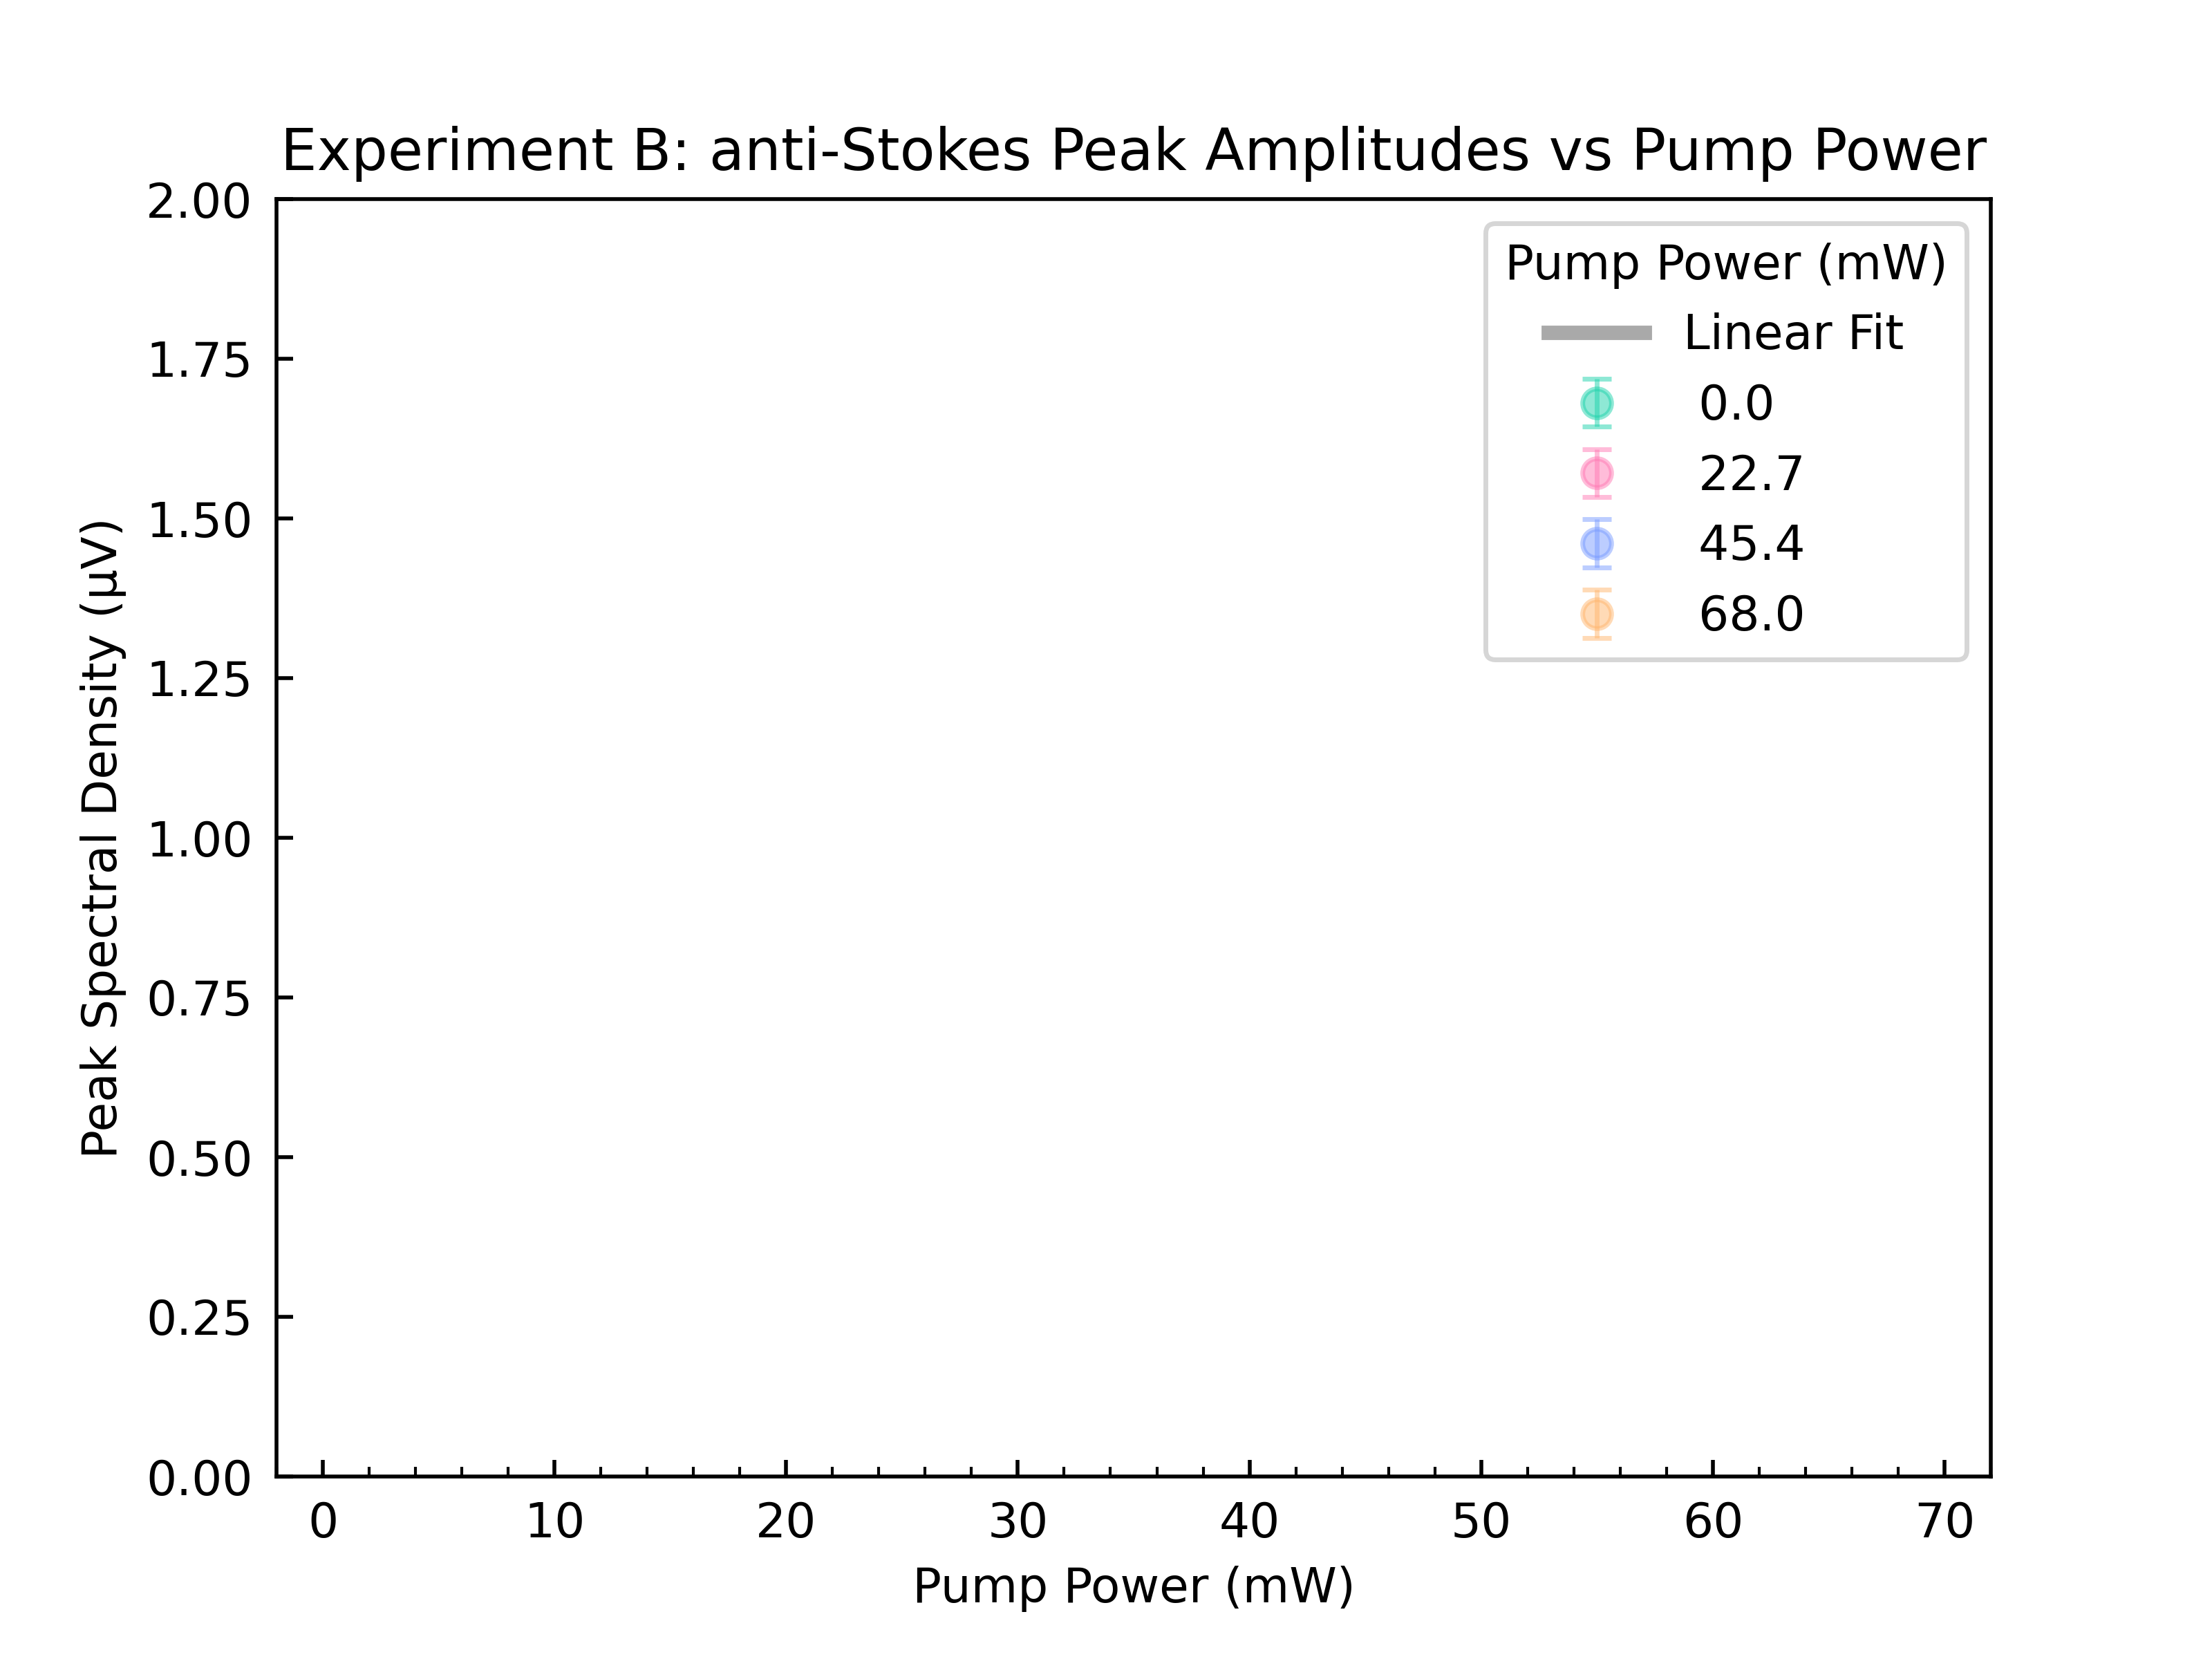 Experiment B: anti-Stokes Peak Amplitudes vs Pump Power
Peak Spectral Density (µV)
2.00
1.75
1.50
1.25
1.00
0.75
0.50
0.25
0.00
Pump Power (mW)
Linear Fit
0.0
22.7
45.4
68.0
0 10 20 30 40 50 60 70
Pump Power (mW)